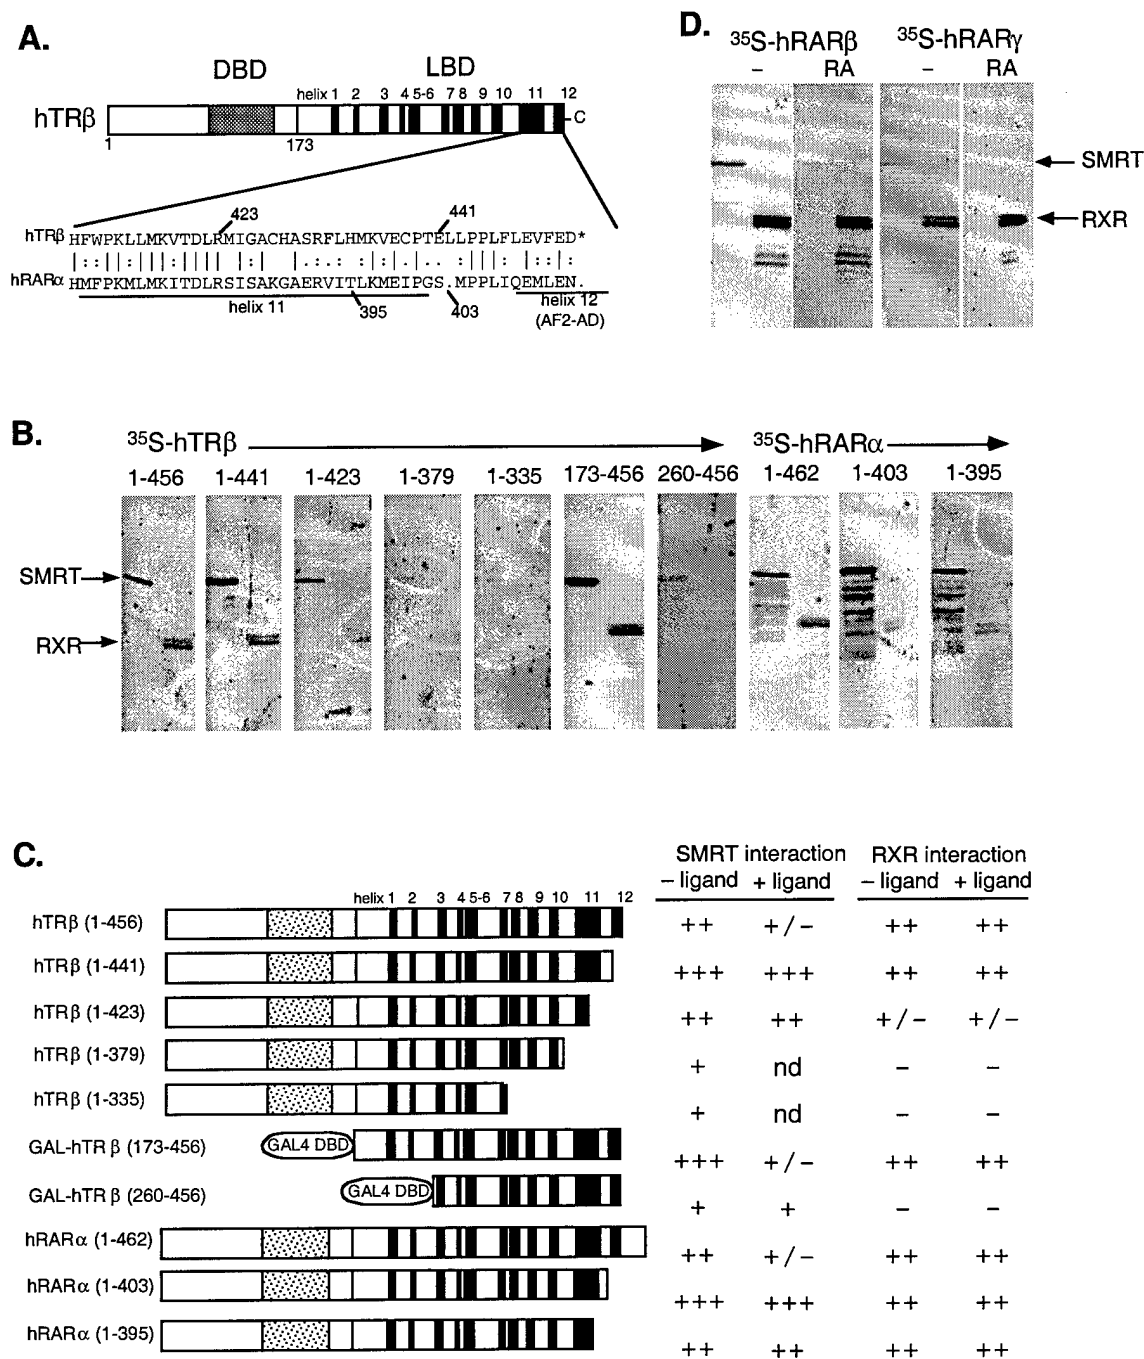 A.
DBD
LBD
helix 1 2 3 4 5-6 7 8 9 10 11 12
hTRβ
C
1
173
423
441
hTRβ HFWPKLLMKVTDLRMIGACHASRFLHMKVECPTELLPPLFLEVFED*
hRARα HMFPKMLMKITDLRSISAKGAERVITLKMEIPGS.MPPLIQEMLEN.
helix 11
395
403
helix 12
(AF2-AD)
D.
35S-hRARβ 35S-hRARγ
– RA – RA
SMRT
RXR
B.
35S-hTRβ 35S-hRARα
1-456 1-441 1-423 1-379 1-335 173-456 260-456 1-462 1-403 1-395
SMRT
RXR
C.
SMRT interaction RXR interaction
– ligand + ligand – ligand + ligand
helix 1 2 3 4 5-6 7 8 9 10 11 12
hTRβ (1-456) ++ +/– ++ ++
hTRβ (1-441) +++ +++ ++ ++
hTRβ (1-423) ++ ++ +/– +/–
hTRβ (1-379) + nd – –
hTRβ (1-335) + nd – –
GAL-hTRβ (173-456) GAL4 DBD +++ +/– ++ ++
GAL-hTRβ (260-456) GAL4 DBD + + – –
hRARα (1-462) ++ +/– ++ ++
hRARα (1-403) +++ +++ ++ ++
hRARα (1-395) ++ ++ ++ ++